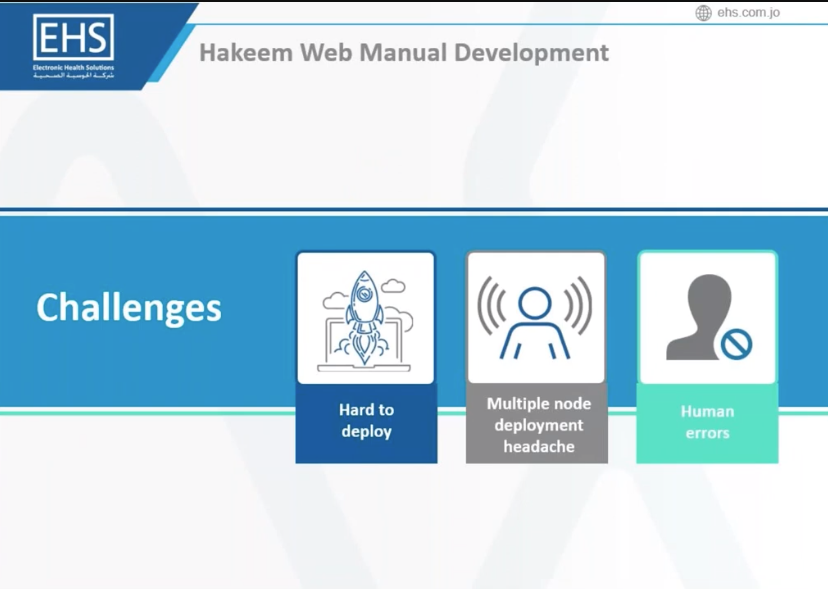 EHS
Electronic Health Solutions
شركة الحوسبة الصحية
ehs.com.jo
Hakeem Web Manual Development
Challenges
Hard to
deploy
Multiple node
deployment
headache
Human
errors